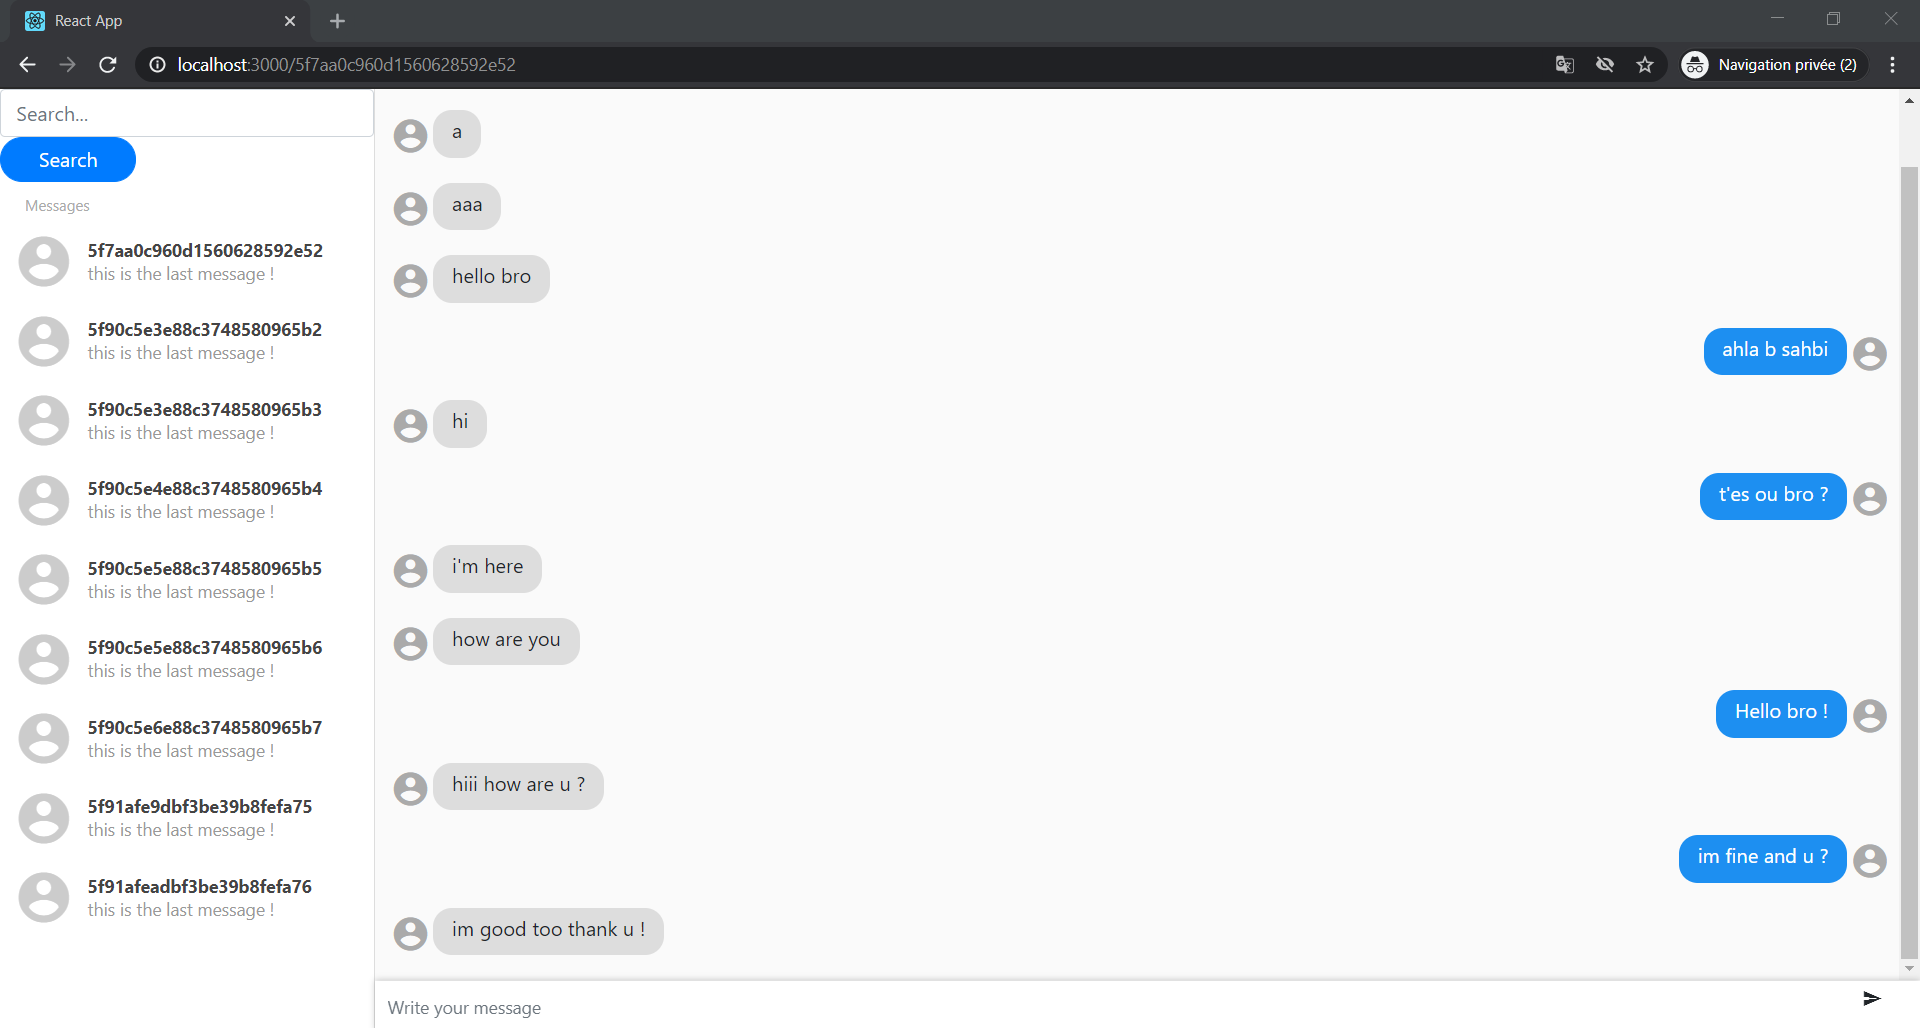 React App
localhost:3000/5f7aa0c960d1560628592e52
Navigation privée (2)
Search...
Search
Messages
5f7aa0c960d1560628592e52
this is the last message !
5f90c5e3e88c3748580965b2
this is the last message !
5f90c5e3e88c3748580965b3
this is the last message !
5f90c5e4e88c3748580965b4
this is the last message !
5f90c5e5e88c3748580965b5
this is the last message !
5f90c5e5e88c3748580965b6
this is the last message !
5f90c5e6e88c3748580965b7
this is the last message !
5f91afe9dbf3be39b8fefa75
this is the last message !
5f91afeadbf3be39b8fefa76
this is the last message !
a
aaa
hello bro
ahla b sahbi
hi
t'es ou bro ?
i'm here
how are you
Hello bro !
hiii how are u ?
im fine and u ?
im good too thank u !
Write your message